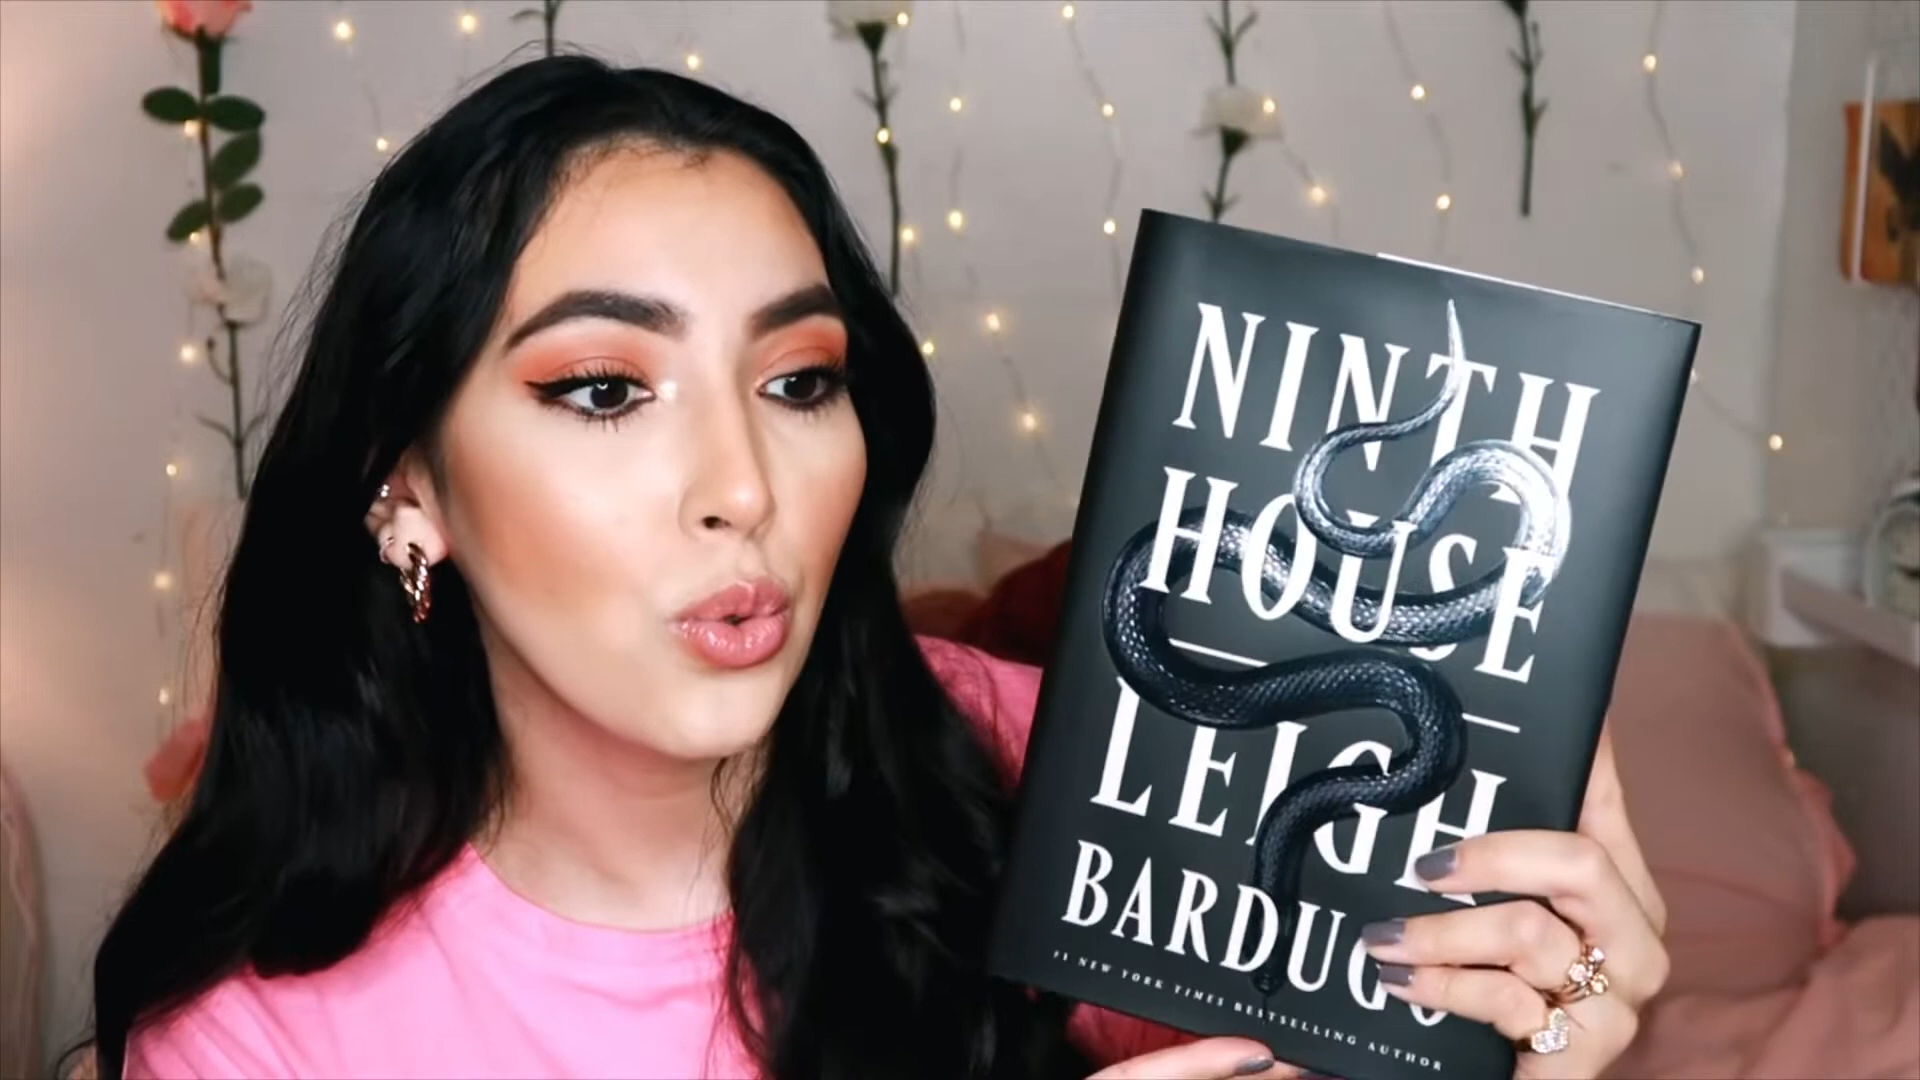 NINTH
HOUSE
LEIGH
BARDUGO
#1 NEW YORK TIMES BESTSELLING AUTHOR